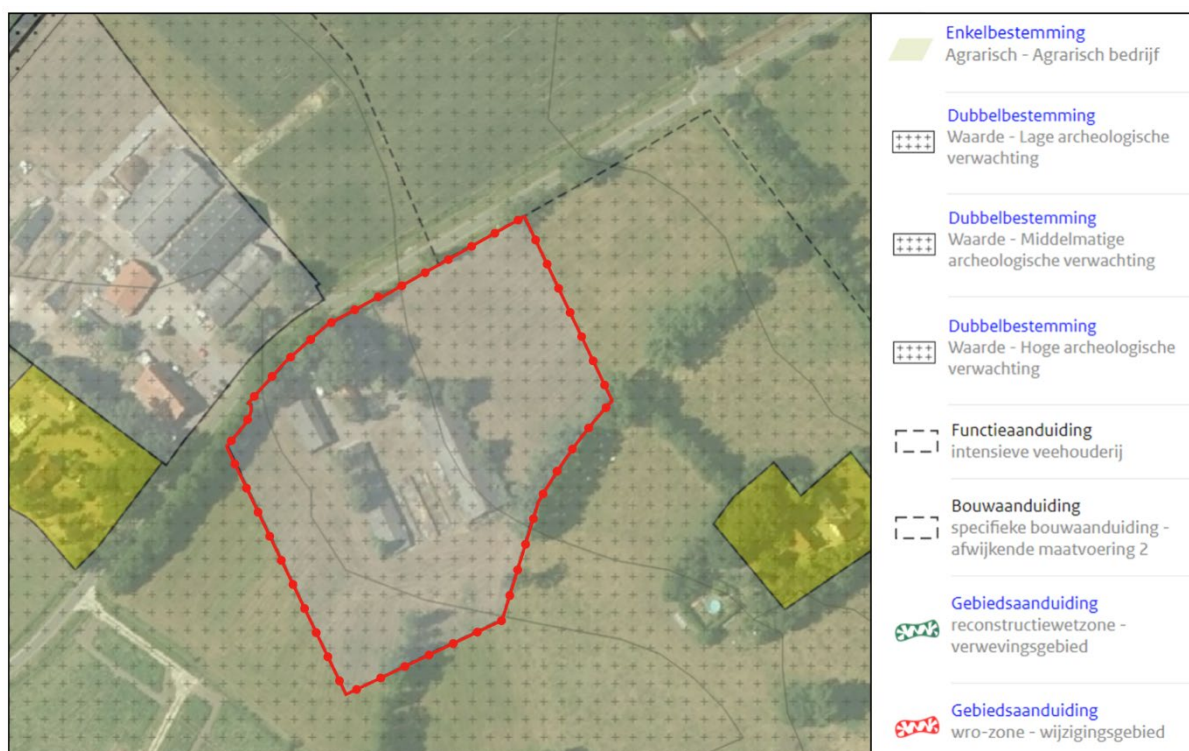 Enkelbestemming
Agrarisch - Agrarisch bedrijf
Dubbelbestemming
Waarde - Lage archeologische
verwachting
Dubbelbestemming
Waarde - Middelmatige
archeologische verwachting
Dubbelbestemming
Waarde - Hoge archeologische
verwachting
Functieaanduiding
intensieve veehouderij
Bouwaanduiding
specifieke bouwaanduiding -
afwijkende maatvoering 2
Gebiedsaanduiding
reconstructiewetzone -
verwevingsgebied
Gebiedsaanduiding
wro-zone - wijzigingsgebied